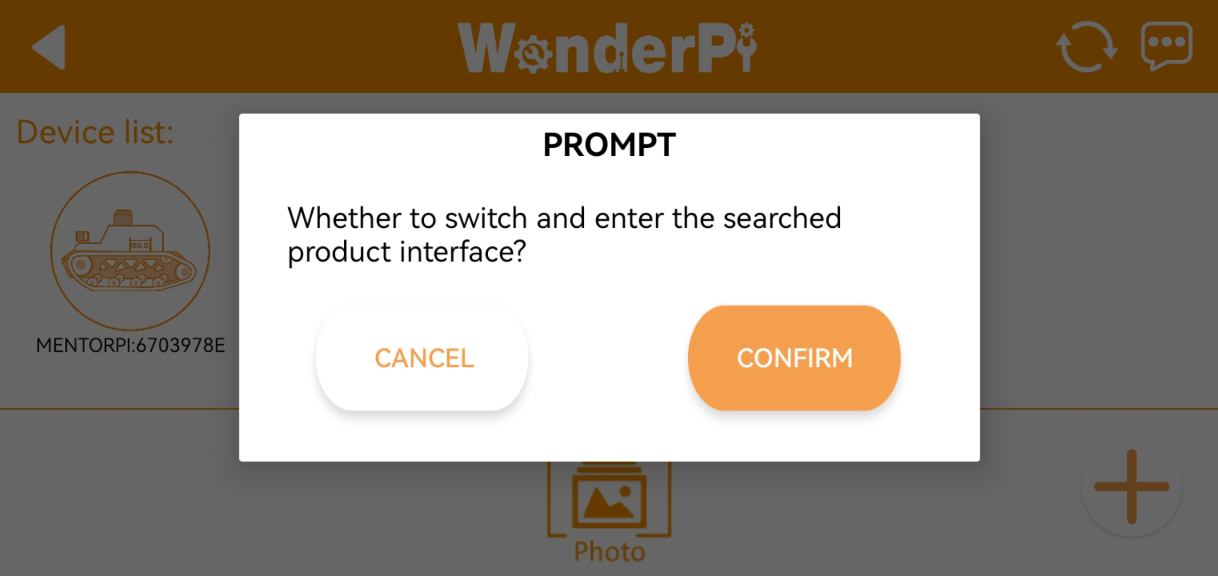 WonderPi
Device list:
PROMPT
Whether to switch and enter the searched
product interface?
MENTORPI:6703978E
CANCEL
CONFIRM
Photo